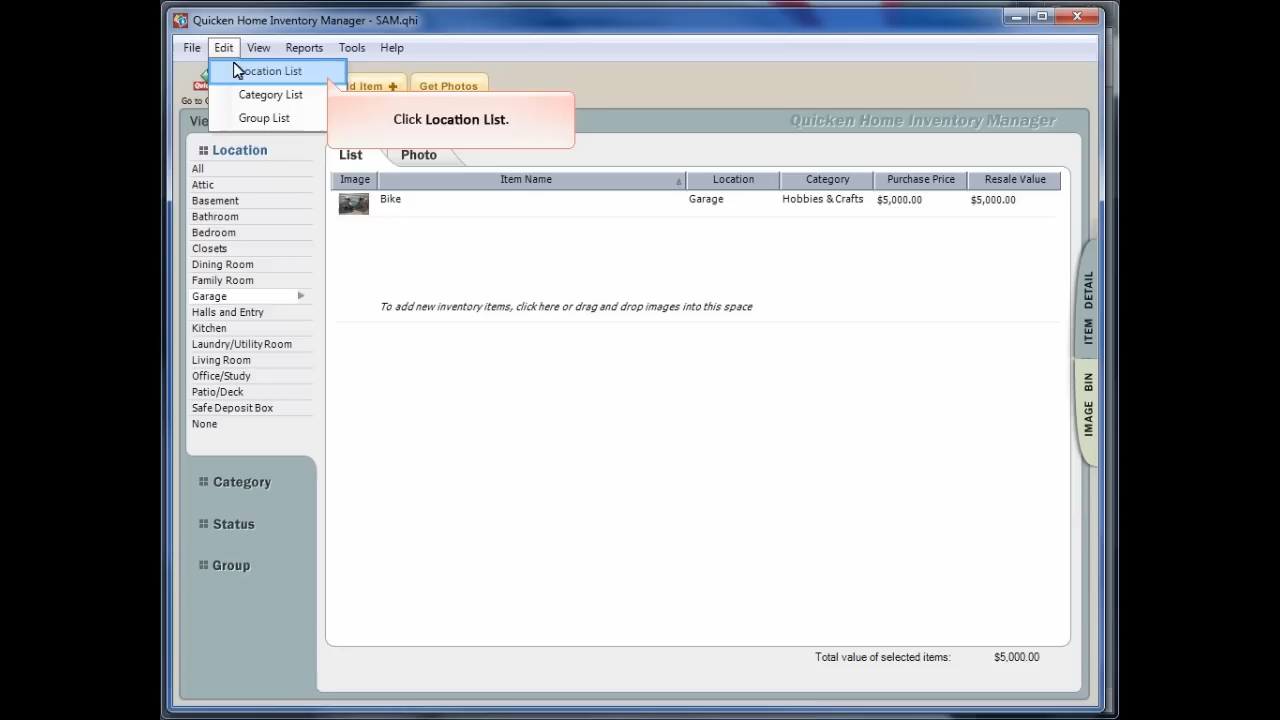 Quicken Home Inventory Manager - SAM.qhi
File Edit View Reports Tools Help
Location List
Category List
Group List
Click Location List.
Get Photos
Quicken Home Inventory Manager
Location
All
Attic
Basement
Bathroom
Bedroom
Closets
Dining Room
Family Room
Garage
Halls and Entry
Kitchen
Laundry/Utility Room
Living Room
Office/Study
Patio/Deck
Safe Deposit Box
None
Category
Status
Group
List Photo
Image Item Name Location Category Purchase Price Resale Value
Bike Garage Hobbies & Crafts $5,000.00 $5,000.00
To add new inventory items, click here or drag and drop images into this space
ITEM DETAIL
IMAGE BIN
Total value of selected items: $5,000.00